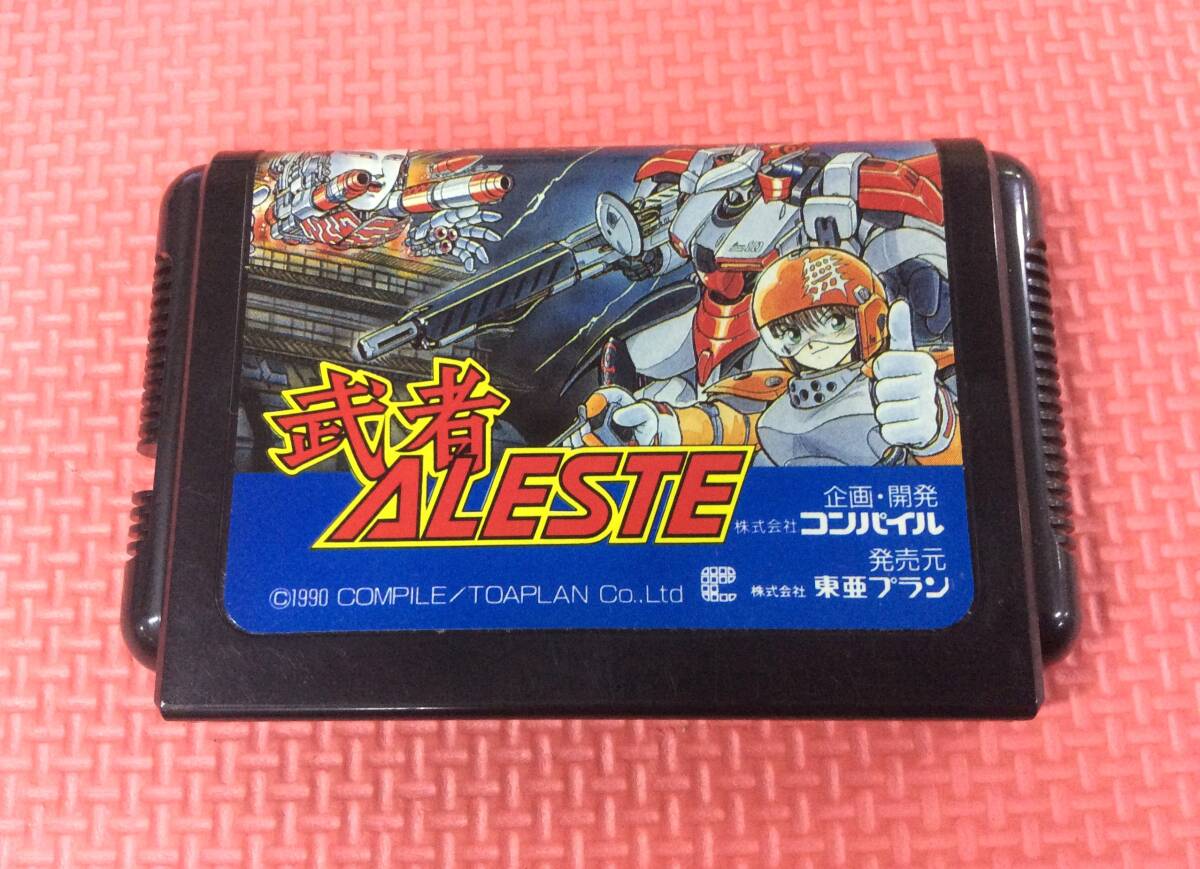 武者
ALESTE
企画・開発
株式会社 コンパイル
発売元
©1990 COMPILE/TOAPLAN Co.,Ltd 株式会社 東亜プラン